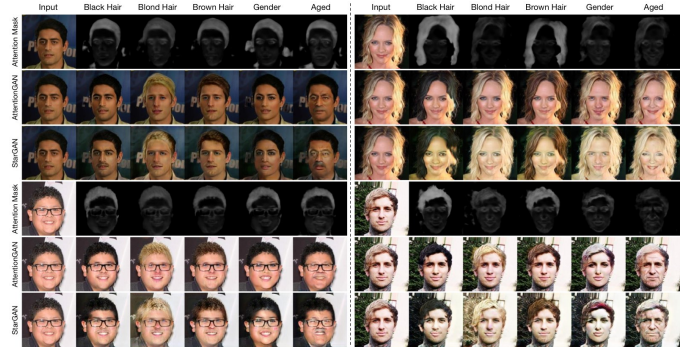 Input Black Hair Blond Hair Brown Hair Gender Aged Input Black Hair Blond Hair Brown Hair Gender Aged
Attention Mask
AttentionGAN
StarGAN
Attention Mask
AttentionGAN
StarGAN